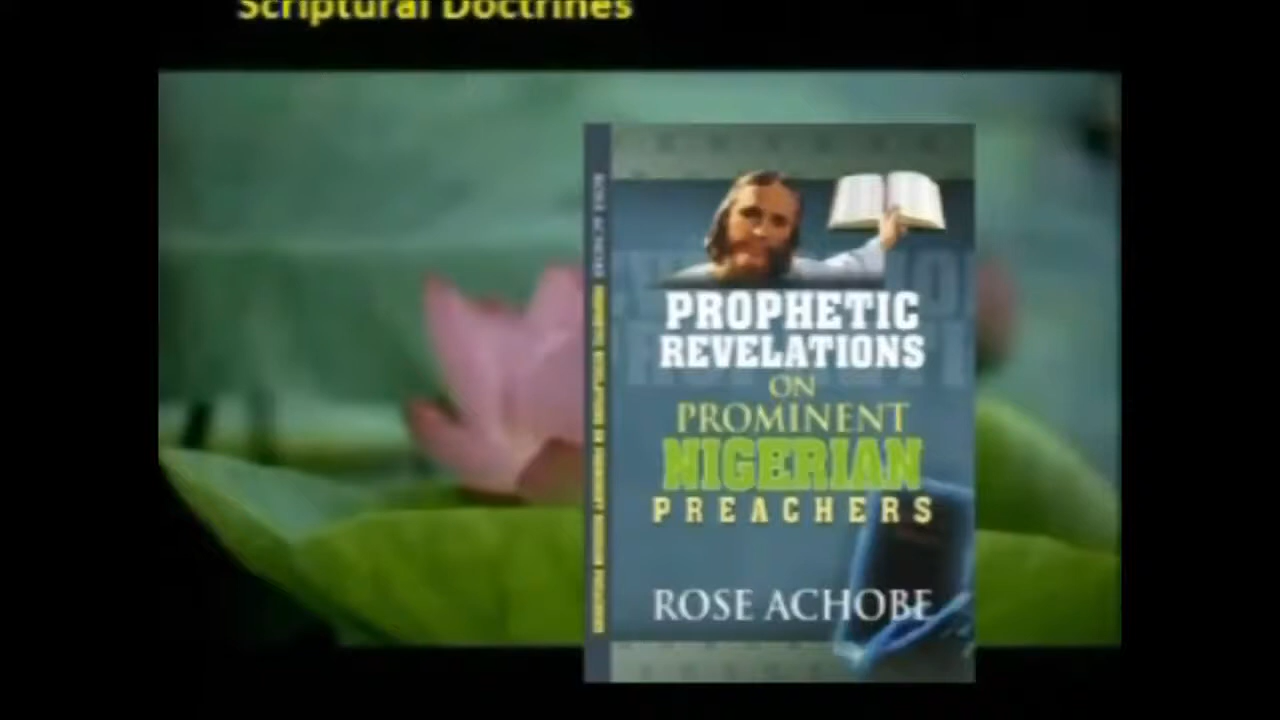 Scriptural Doctrines
PROPHETIC
REVELATIONS
ON
PROMINENT
NIGERIAN
PREACHERS
ROSE ACHOBE